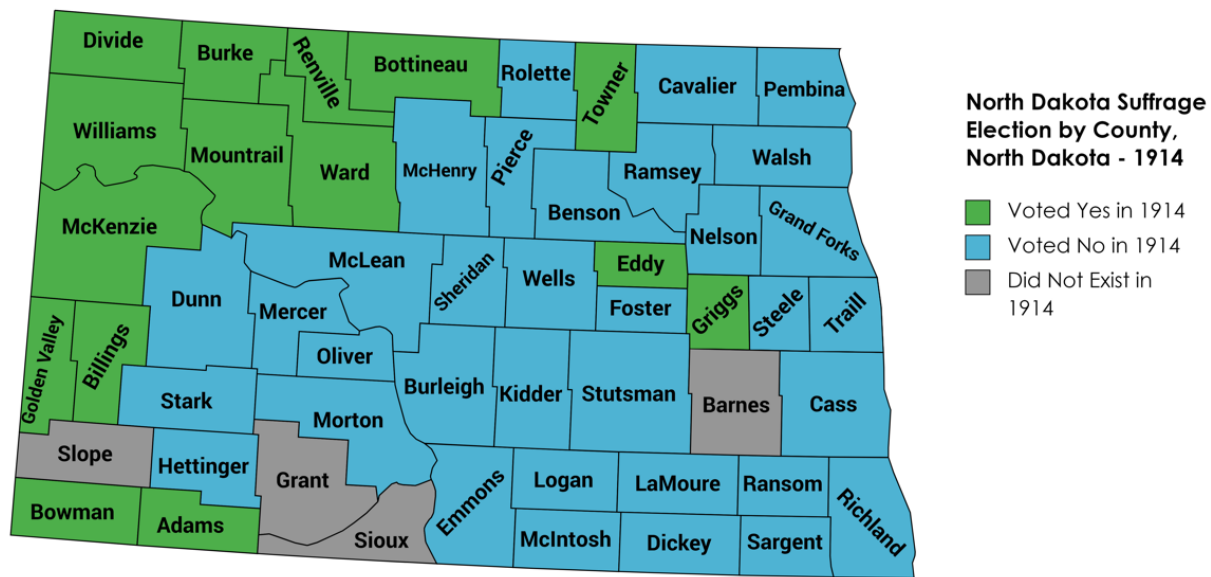 Divide
Burke
Renville
Bottineau
Rolette
Towner
Cavalier
Pembina
Williams
Mountrail
Ward
McHenry
Pierce
Benson
Ramsey
Walsh
McKenzie
Nelson
Grand Forks
Dunn
McLean
Mercer
Oliver
Sheridan
Wells
Eddy
Foster
Griggs
Steele
Traill
Golden Valley
Billings
Stark
Morton
Burleigh
Kidder
Stutsman
Barnes
Cass
Slope
Hettinger
Grant
Bowman
Adams
Sioux
Emmons
Logan
LaMoure
Ransom
Richland
McIntosh
Dickey
Sargent
North Dakota Suffrage
Election by County,
North Dakota - 1914
Voted Yes in 1914
Voted No in 1914
Did Not Exist in
1914